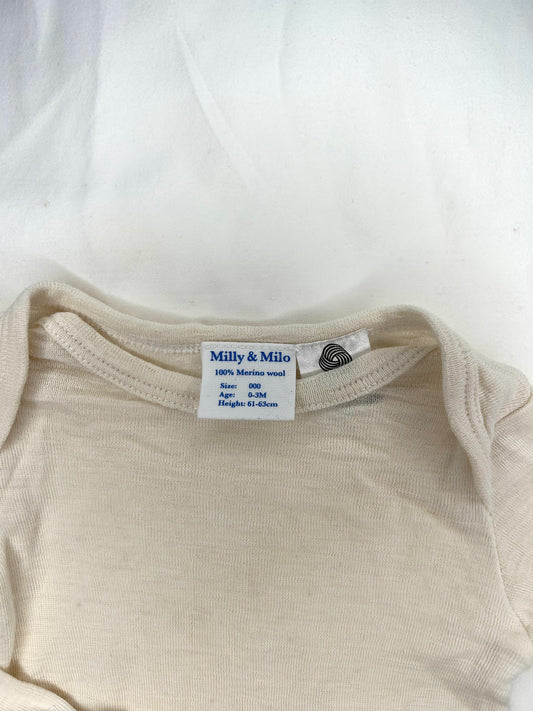 Milly & Milo
100% Merino wool
Size: 000
Age: 0-3M
Height: 61-63cm